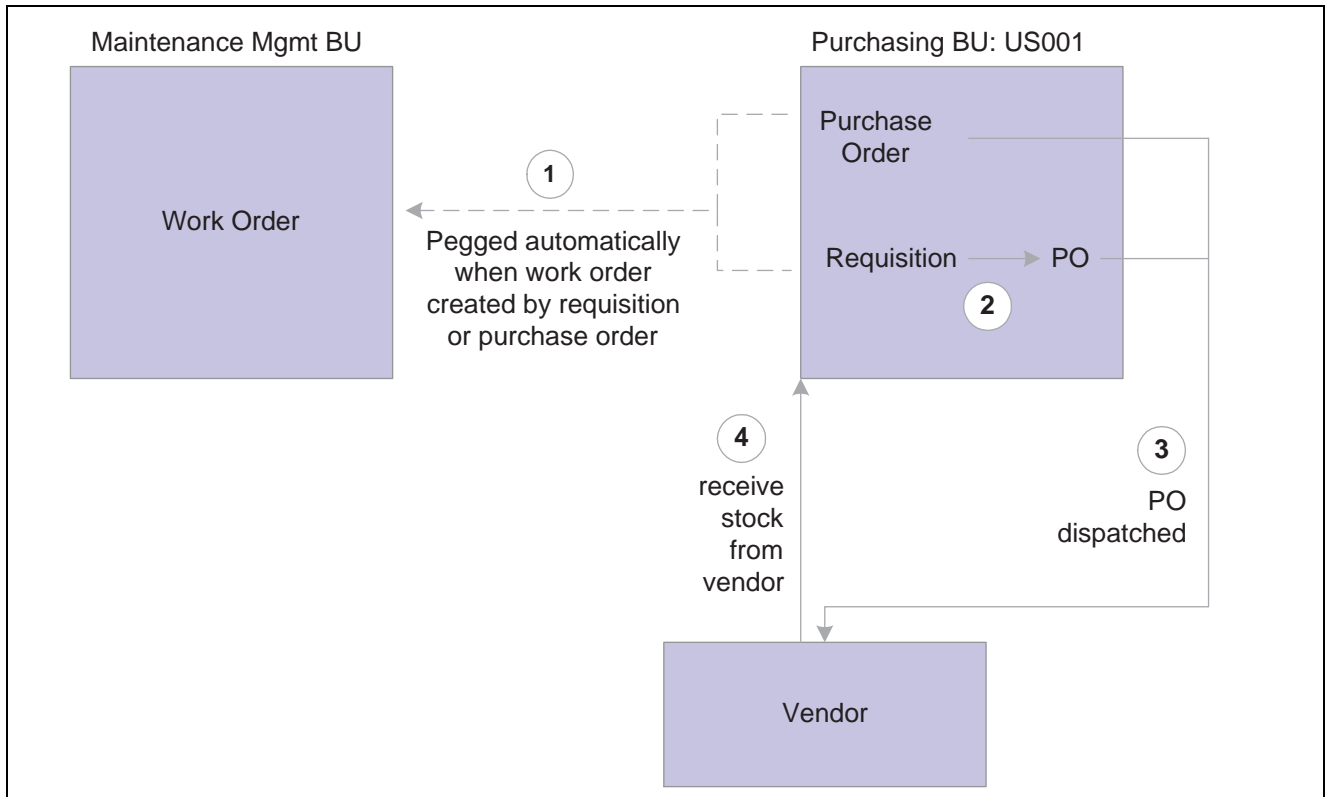 Maintenance Mgmt BU
Purchasing BU: US001
Work Order
1
Pegged automatically
when work order
created by requisition
or purchase order
Purchase
Order
Requisition
PO
2
3
PO
dispatched
4
receive
stock
from
vendor
Vendor